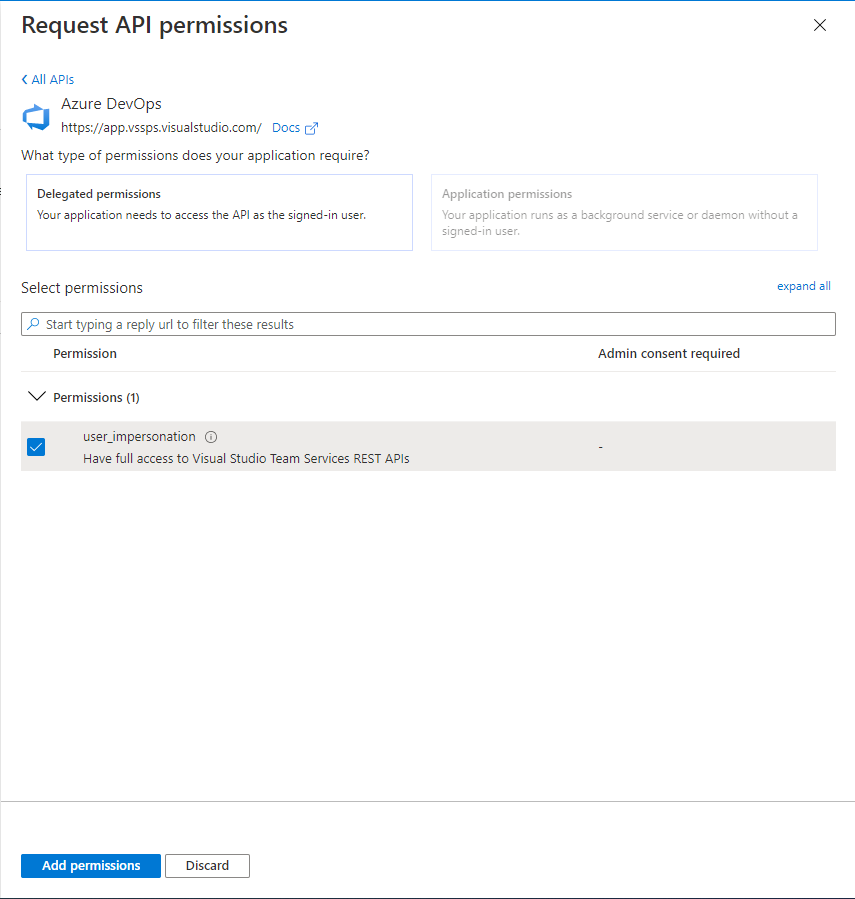 Request API permissions
All APIs
Azure DevOps
https://app.vssps.visualstudio.com/ Docs
What type of permissions does your application require?
Delegated permissions
Your application needs to access the API as the signed-in user.
Application permissions
Your application runs as a background service or daemon without a
signed-in user.
Select permissions
expand all
Start typing a reply url to filter these results
Permission
Admin consent required
Permissions (1)
user_impersonation
Have full access to Visual Studio Team Services REST APIs
-
Add permissions
Discard